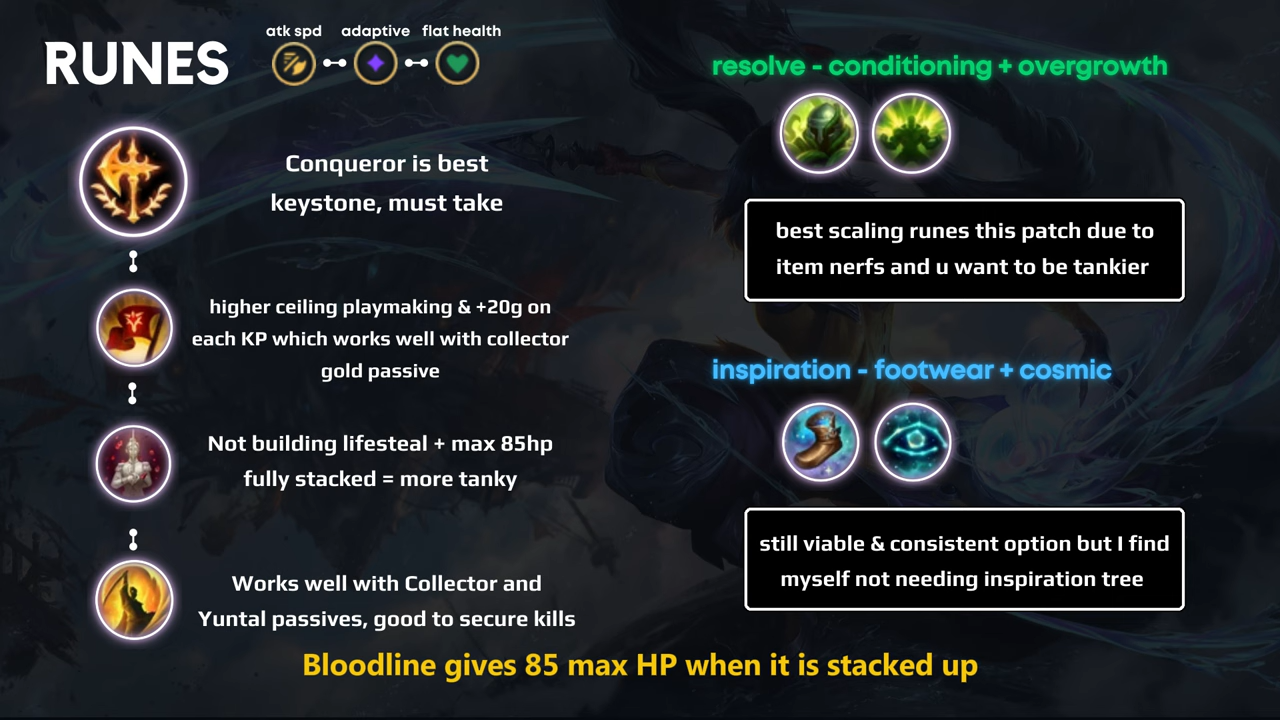 RUNES
atk spd adaptive flat health
Conqueror is best
keystone, must take
higher ceiling playmaking & +20g on
each KP which works well with collector
gold passive
Not building lifesteal + max 85hp
fully stacked = more tanky
Works well with Collector and
Yuntal passives, good to secure kills
resolve - conditioning + overgrowth
best scaling runes this patch due to
item nerfs and u want to be tankier
inspiration - footwear + cosmic
still viable & consistent option but I find
myself not needing inspiration tree
Bloodline gives 85 max HP when it is stacked up